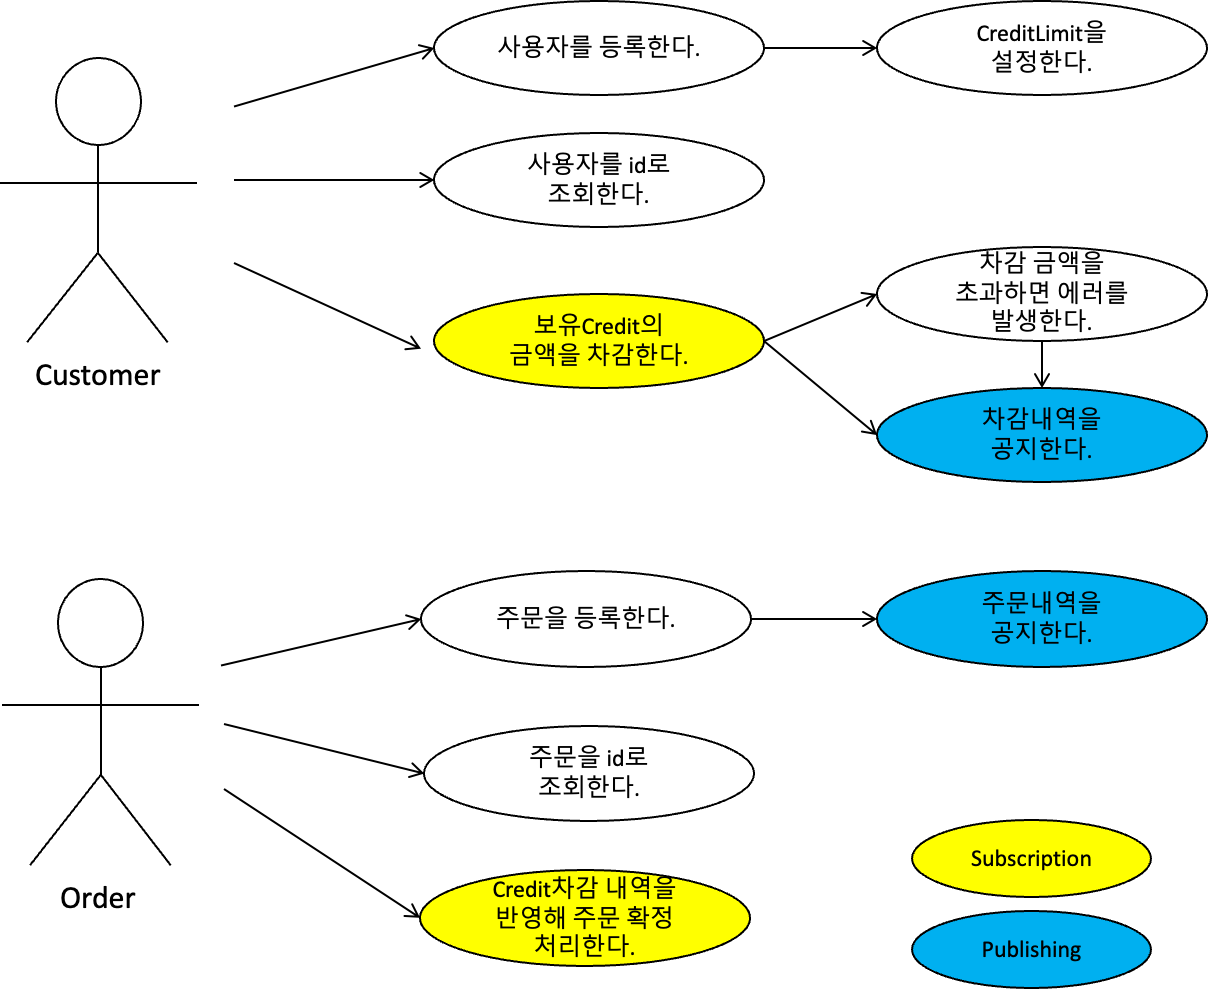 사용자를 등록한다.
CreditLimit을
설정한다.
사용자를 id로
조회한다.
보유Credit의
금액을 차감한다.
차감 금액을
초과하면 에러를
발생한다.
차감내역을
공지한다.
Customer
주문을 등록한다.
주문내역을
공지한다.
주문을 id로
조회한다.
Credit차감 내역을
반영해 주문 확정
처리한다.
Order
Subscription
Publishing